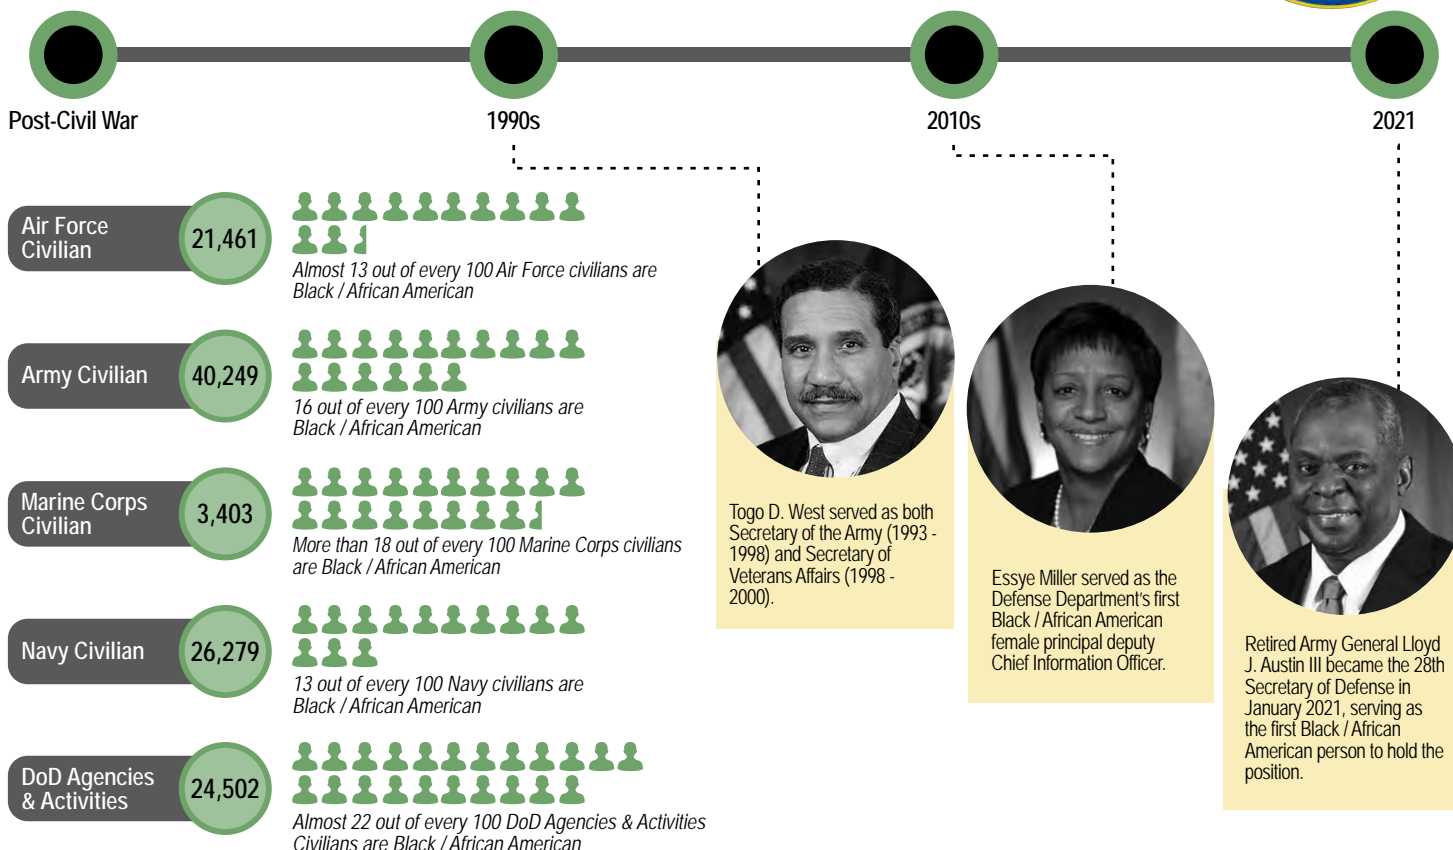 Post-Civil War
1990s
2010s
2021
Air Force
Civilian
21,461
Almost 13 out of every 100 Air Force civilians are
Black / African American
Army Civilian
40,249
16 out of every 100 Army civilians are
Black / African American
Marine Corps
Civilian
3,403
More than 18 out of every 100 Marine Corps civilians
are Black / African American
Navy Civilian
26,279
13 out of every 100 Navy civilians are
Black / African American
DoD Agencies
& Activities
24,502
Almost 22 out of every 100 DoD Agencies & Activities
Civilians are Black / African American
Togo D. West served as both
Secretary of the Army (1993 -
1998) and Secretary of
Veterans Affairs (1998 -
2000).
Essye Miller served as the
Defense Department's first
Black / African American
female principal deputy
Chief Information Officer.
Retired Army General Lloyd
J. Austin III became the 28th
Secretary of Defense in
January 2021, serving as
the first Black / African
American person to hold the
position.